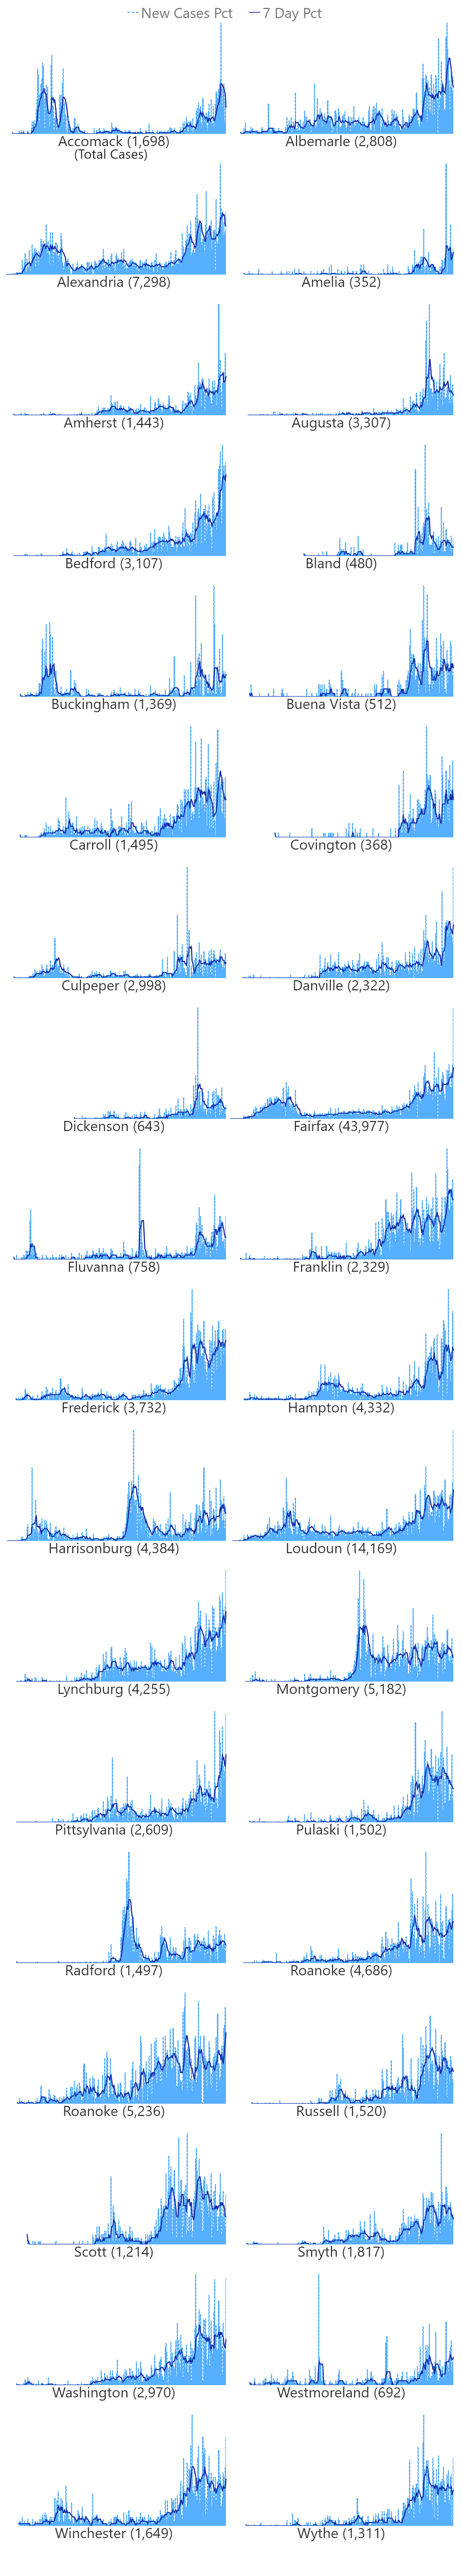 New Cases Pct 7 Day Pct
Accomack (1,698) Albemarle (2,808)
(Total Cases)
Alexandria (7,298) Amelia (352)
Amherst (1,443) Augusta (3,307)
Bedford (3,107) Bland (480)
Buckingham (1,369) Buena Vista (512)
Carroll (1,495) Covington (368)
Culpeper (2,998) Danville (2,322)
Dickenson (643) Fairfax (43,977)
Fluvanna (758) Franklin (2,329)
Frederick (3,732) Hampton (4,332)
Harrisonburg (4,384) Loudoun (14,169)
Lynchburg (4,255) Montgomery (5,182)
Pittsylvania (2,609) Pulaski (1,502)
Radford (1,497) Roanoke (4,686)
Roanoke (5,236) Russell (1,520)
Scott (1,214) Smyth (1,817)
Washington (2,970) Westmoreland (692)
Winchester (1,649) Wythe (1,311)